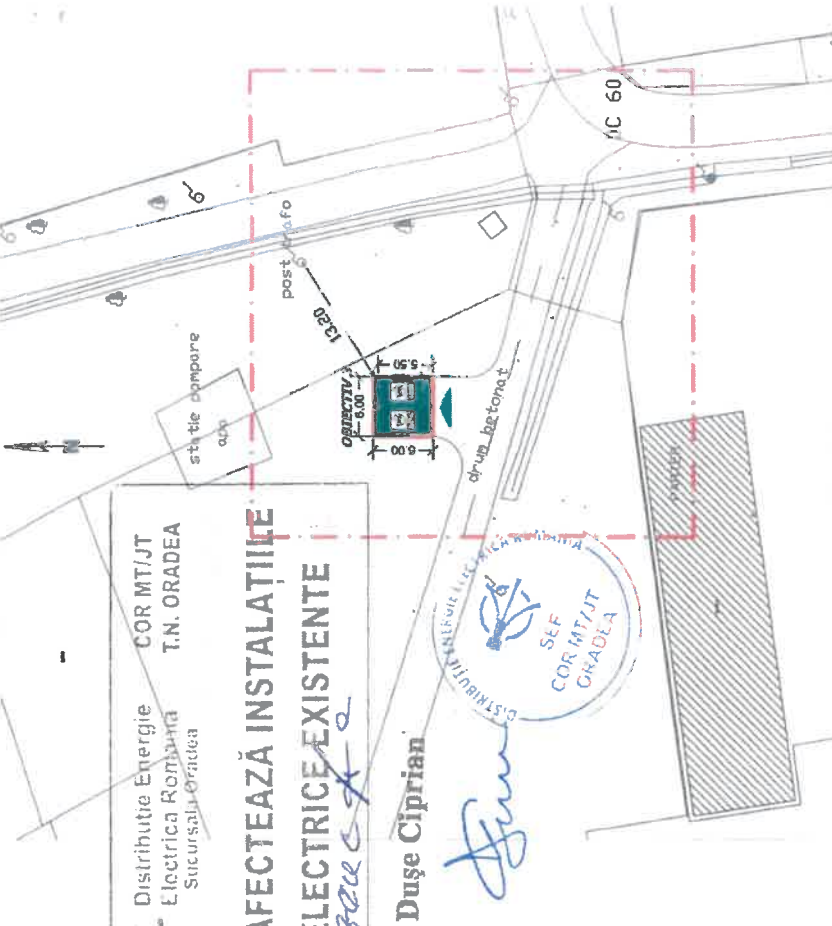 DC 60
post trafo
13.20
statie pompare
apa
OBIECTIV
6.00
5.50
6.00
drum betonat
PARTER
N
Distributie Energie
Electrica Romania
Sucursala Oradea
COR MT/JT
T.N. ORADEA
AFECTEAZĂ INSTALAȚIILE
ELECTRICE EXISTENTE
Dușe Ciprian
DISTRIBUTIE ENERGIE ELECTRICA ROMANIA
SEF
COR MT/JT
ORADEA